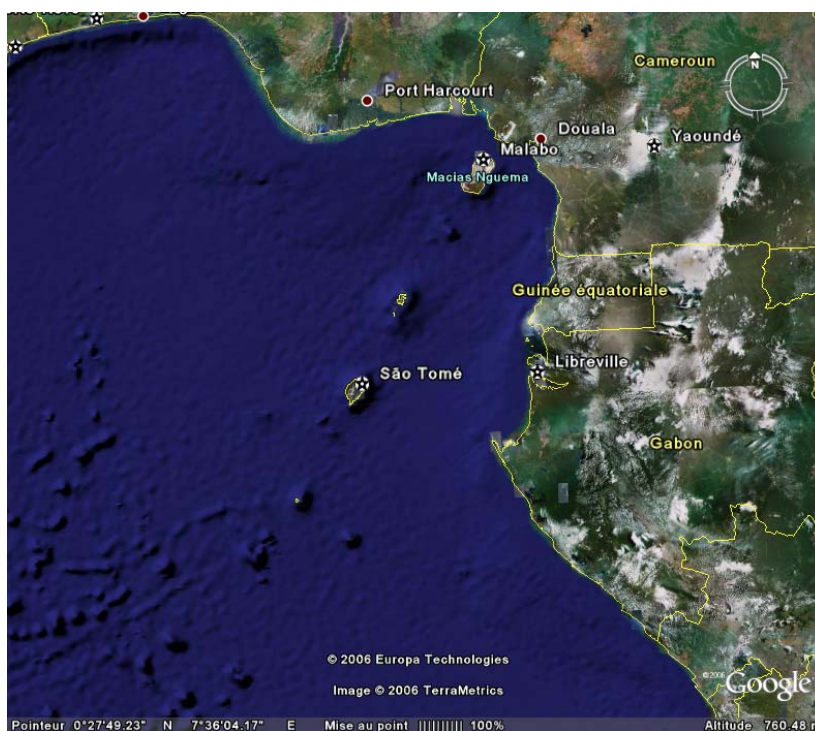 Cameroun
N
Port Harcourt
Douala
Yaoundé
Malabo
Macias Nguema
Guinée équatoriale
São Tomé
Libreville
Gabon
© 2006 Europa Technologies
Image © 2006 TerraMetrics
©2006 Google
Pointeur 0°27'49.23" N 7°36'04.17" E Mise au point |||||||||| 100% Altitude 760.48